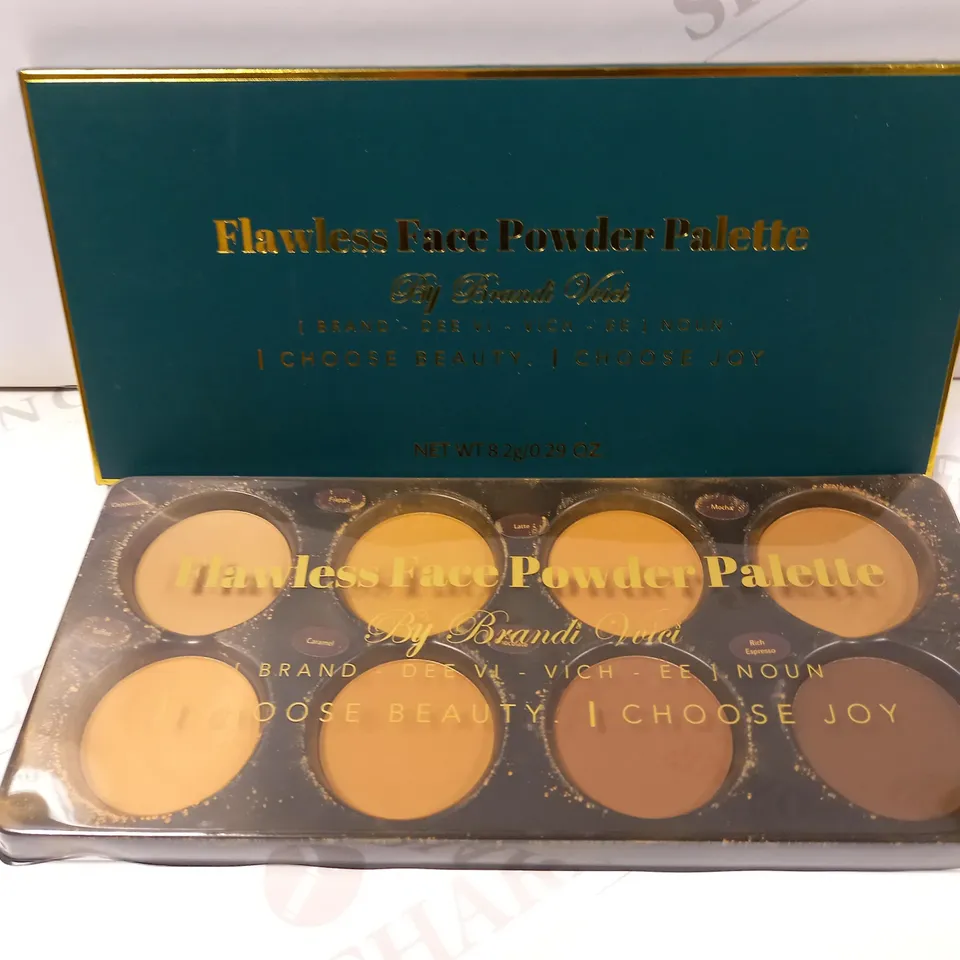 Flawless Face Powder Palette
By Brandi Voici
[ BRAND - DEE VI - VICH - EE ] NOUN
I CHOOSE BEAUTY. I CHOOSE JOY
NET WT 8.2g/0.29 OZ
Latte
Mocha
Flawless Face Powder Palette
By Brandi Voici
Toffee
Caramel
Rich
Espresso
[ BRAND - DEE VI - VICH - EE ] NOUN
OOSE BEAUTY. I CHOOSE JOY